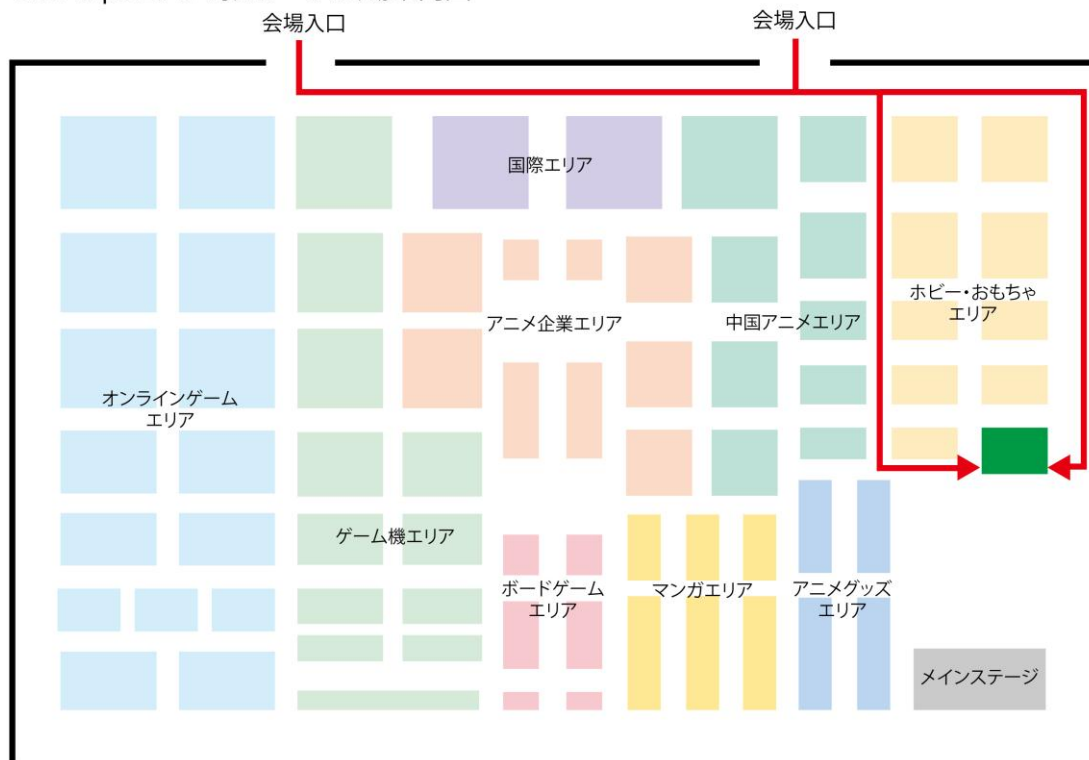 会場入口
会場入口
国際エリア
ホビー・おもちゃ
エリア
アニメ企業エリア
中国アニメエリア
オンラインゲーム
エリア
ゲーム機エリア
ボードゲーム
エリア
マンガエリア
アニメグッズ
エリア
メインステージ